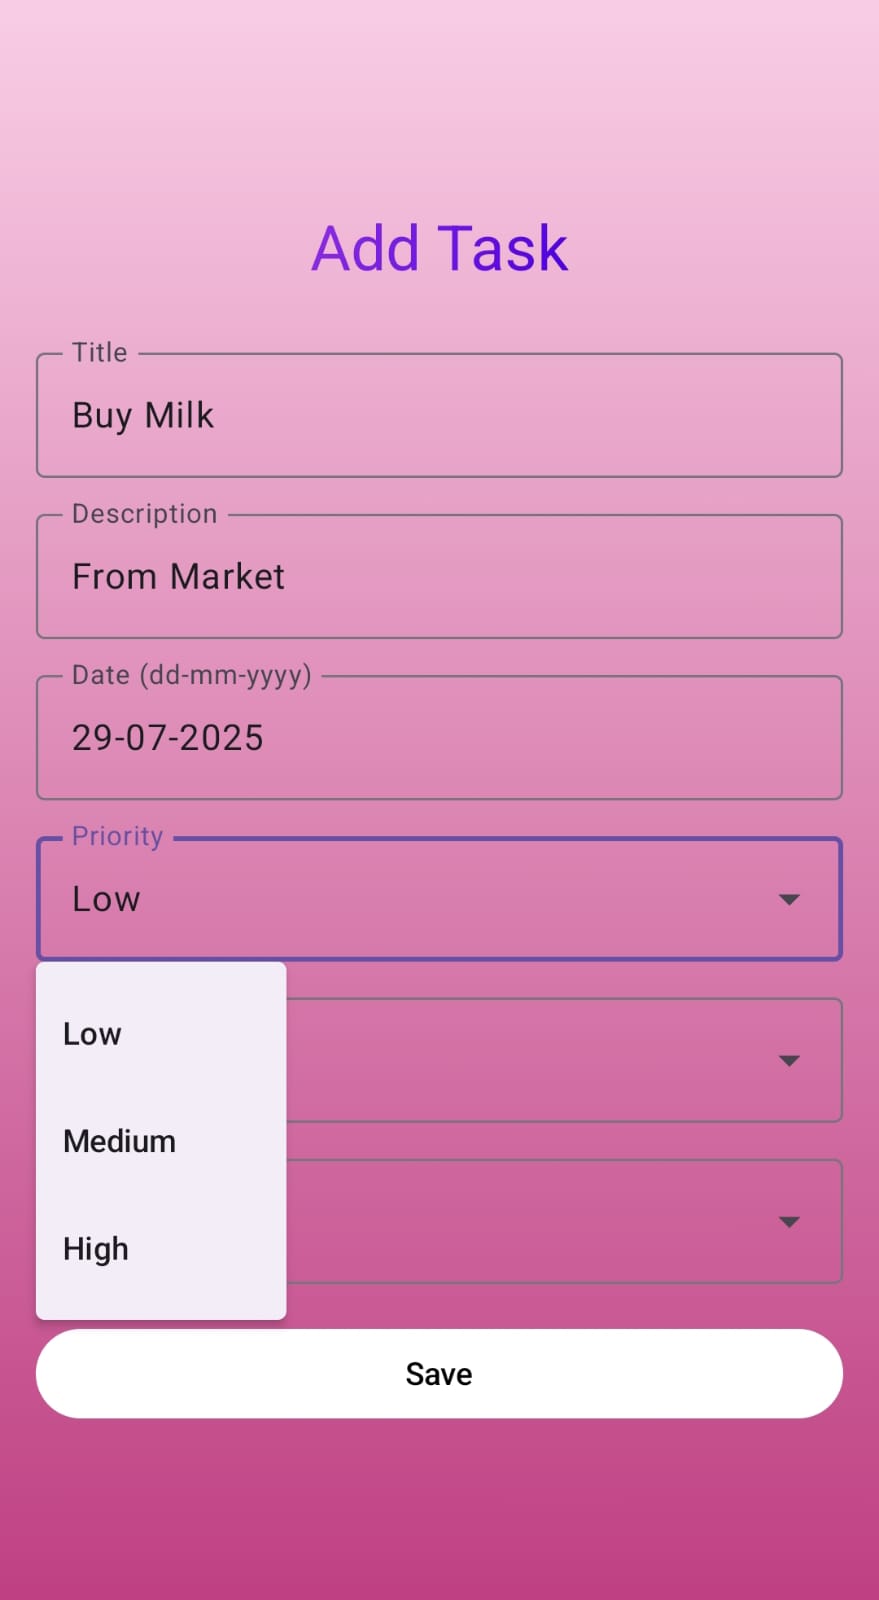 Add Task
Title
Buy Milk
Description
From Market
Date (dd-mm-yyyy)
29-07-2025
Priority
Low
Low
Medium
High
Save